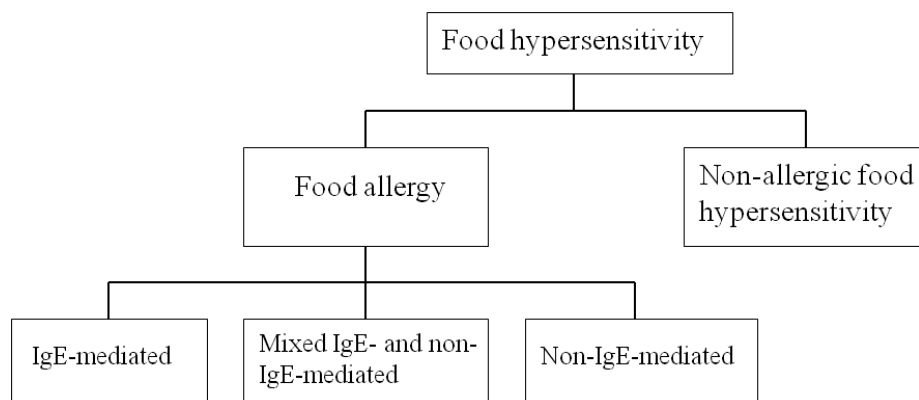 Food hypersensitivity
Food allergy
Non-allergic food
hypersensitivity
IgE-mediated
Mixed IgE- and non-
IgE-mediated
Non-IgE-mediated